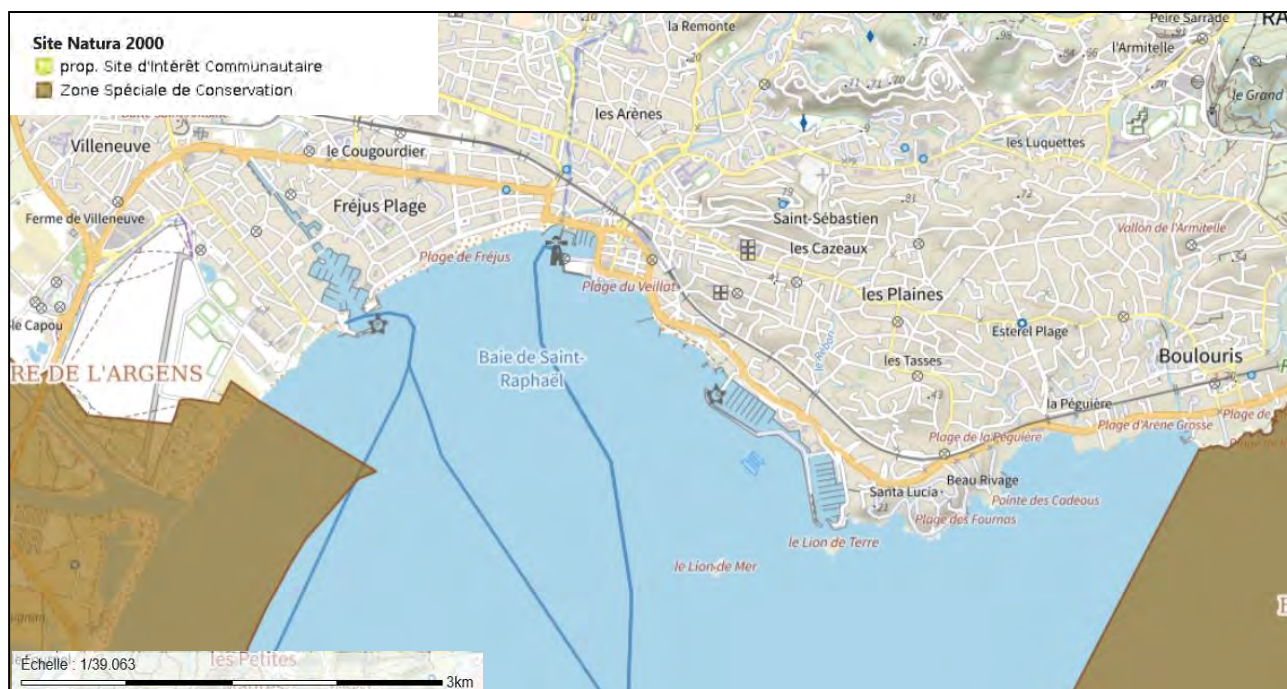 Site Natura 2000
prop. Site d'Intérêt Communautaire
Zone Spéciale de Conservation
la Remonte
Peire Sarrade
l'Armitelle
le Grand
Villeneuve
le Cougourdier
les Arènes
les Luquettes
Ferme de Villeneuve
Fréjus Plage
Saint-Sébastien
Vallon de l'Armitelle
Plage de Fréjus
les Cazeaux
Plage du Veillat
les Plaines
le Capou
Esterel Plage
RE DE L'ARGENS
Baie de Saint-
Raphaël
les Tasses
Boulouris
la Péguière
Plage d'Arène Grosse
Plage de
Plage de la Péguière
Beau Rivage
Santa Lucia
Pointe des Cadeous
Plage des Fournas
le Lion de Terre
le Lion de Mer
les Petites
Échelle : 1/39.063
3km